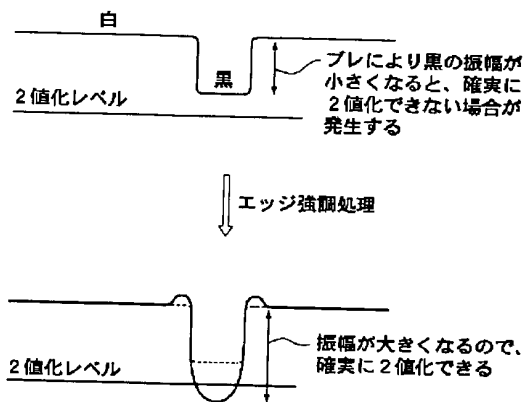 白
黒
ブレにより黒の振幅が
小さくなると、確実に
2値化できない場合が
発生する
2値化レベル
エッジ強調処理
振幅が大きくなるので、
確実に2値化できる
2値化レベル